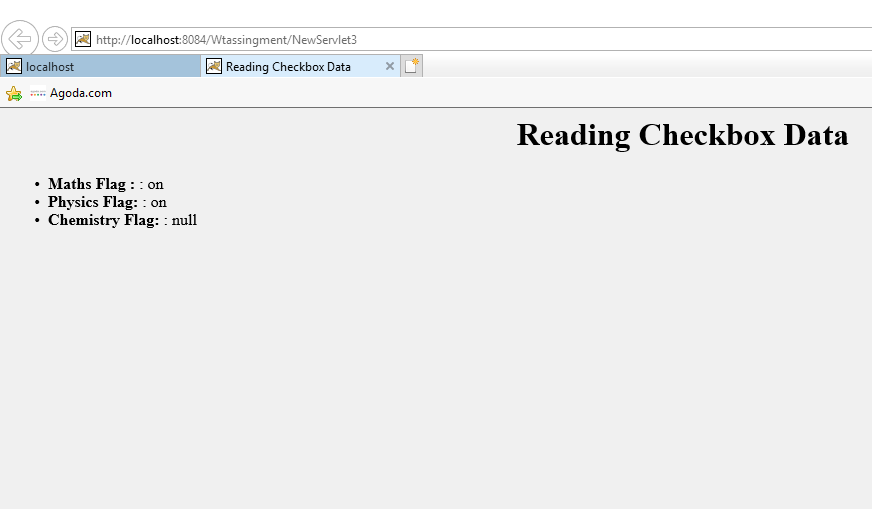 http://localhost:8084/Wtassingment/NewServlet3
localhost
Reading Checkbox Data
Agoda.com
Reading Checkbox Data
• Maths Flag : : on
• Physics Flag: : on
• Chemistry Flag: : null